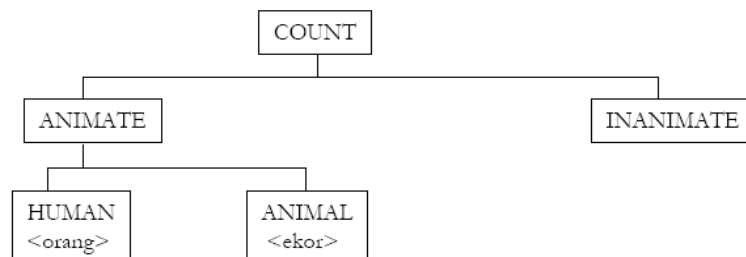 COUNT
ANIMATE
INANIMATE
HUMAN
<orang>
ANIMAL
<ekor>